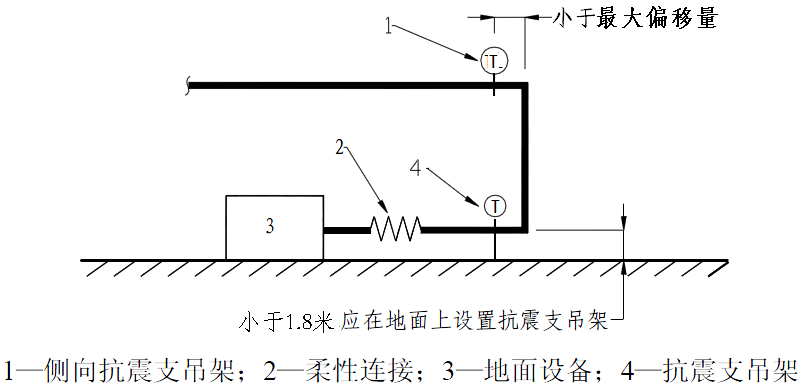 小于最大偏移量
1
T
2
4
T
3
小于1.8米 应在地面上设置抗震支吊架
1—侧向抗震支吊架；2—柔性连接；3—地面设备；4—抗震支吊架